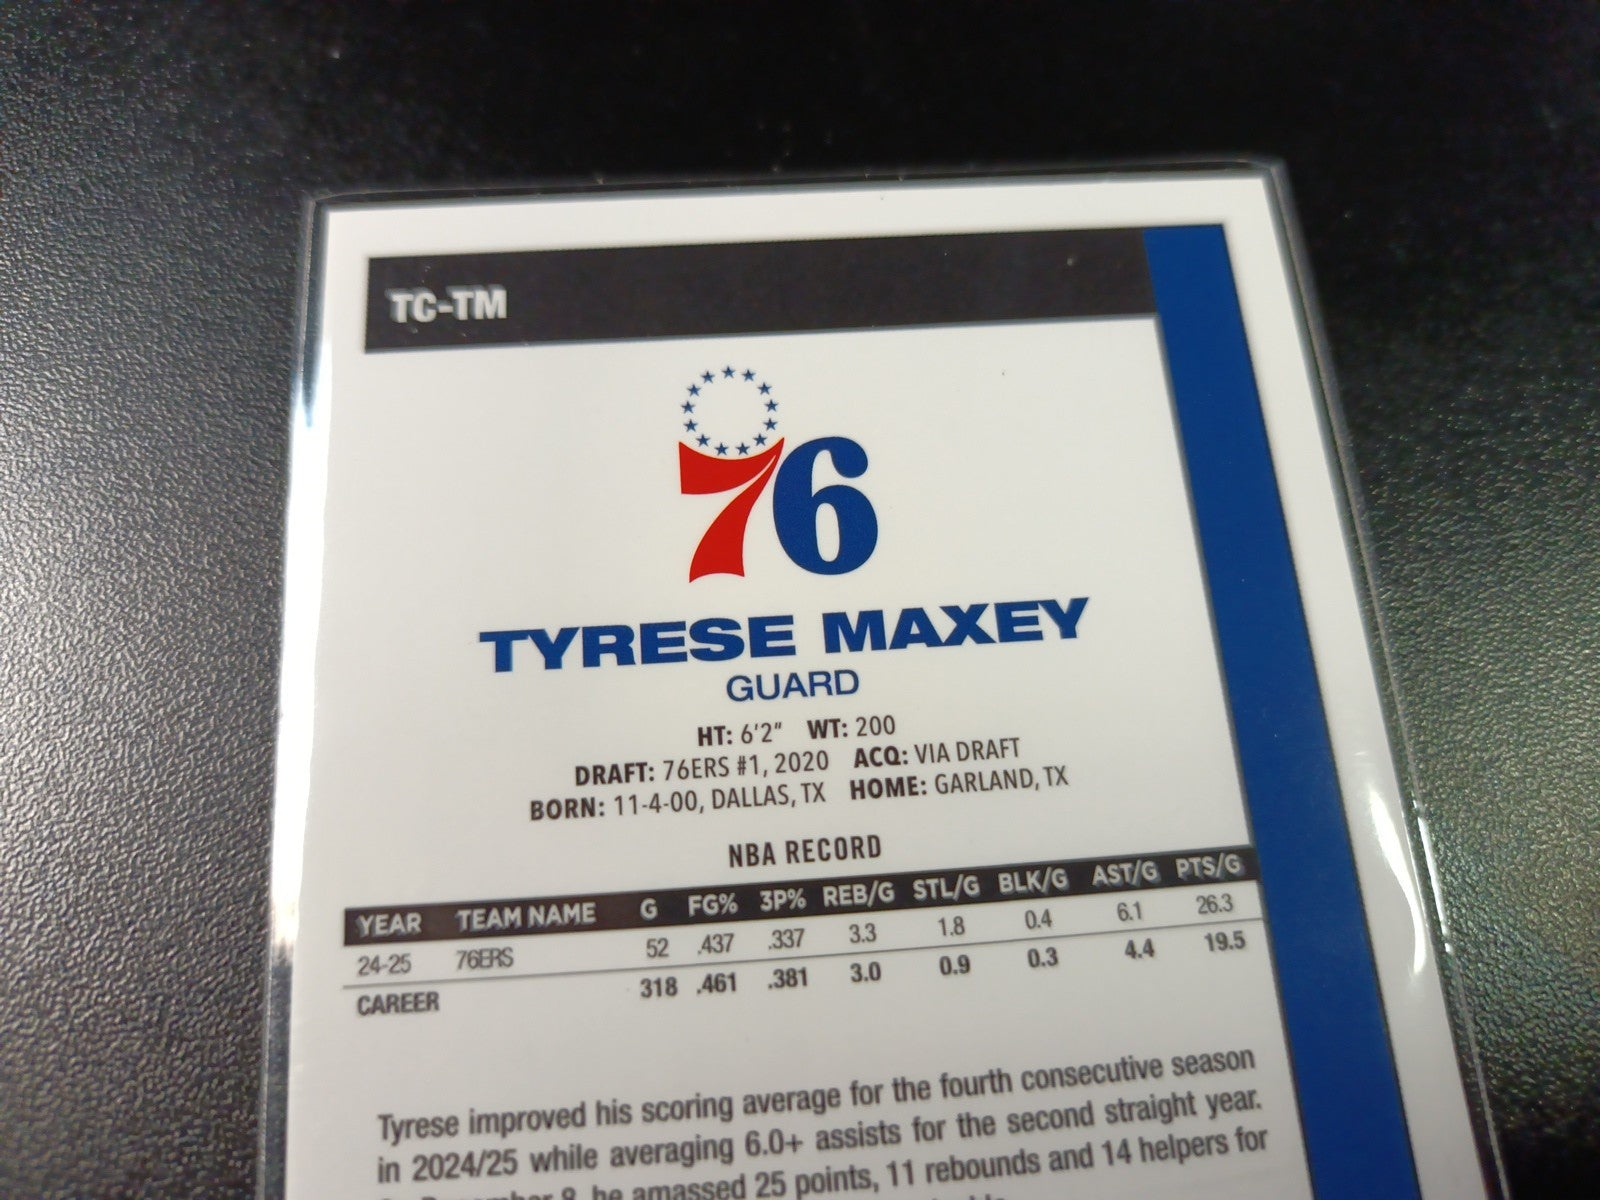 TC-TM
76
TYRESE MAXEY
GUARD
HT: 6'2" WT: 200
DRAFT: 76ERS #1, 2020 ACQ: VIA DRAFT
BORN: 11-4-00, DALLAS, TX HOME: GARLAND, TX
NBA RECORD
YEAR TEAM NAME G FG% 3P% REB/G STL/G BLK/G AST/G PTS/G
24-25 76ERS 52 .437 .337 3.3 1.8 0.4 6.1 26.3
CAREER 318 .461 .381 3.0 0.9 0.3 4.4 19.5
Tyrese improved his scoring average for the fourth consecutive season
in 2024/25 while averaging 6.0+ assists for the second straight year.
8, he amassed 25 points, 11 rebounds and 14 helpers for